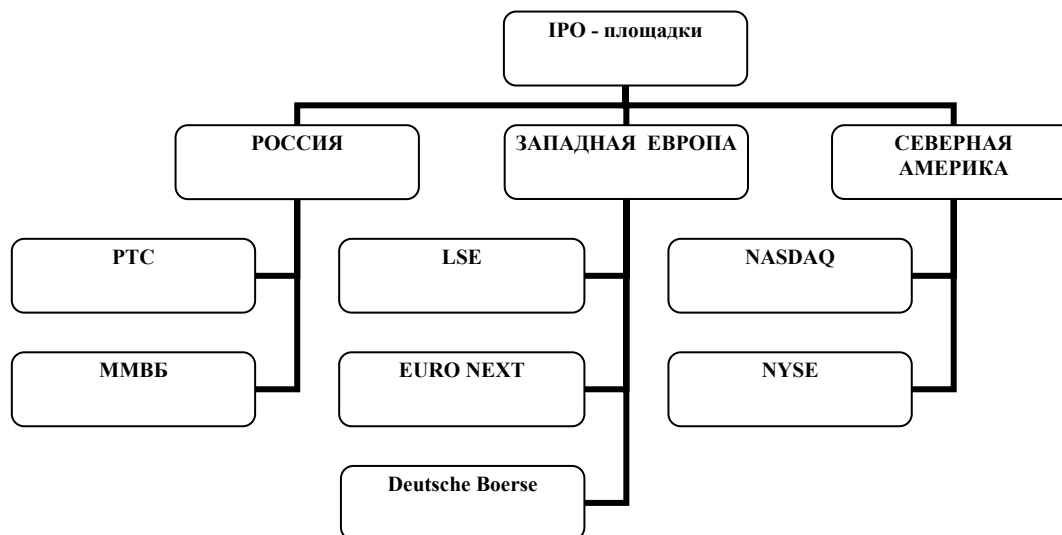 IPO - площадки
РОССИЯ
ЗАПАДНАЯ ЕВРОПА
СЕВЕРНАЯ
АМЕРИКА
РТС
LSE
NASDAQ
ММВБ
EURO NEXT
NYSE
Deutsche Boerse